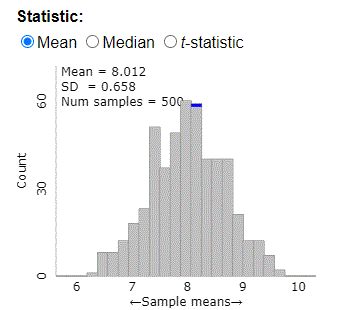 Statistic:
Mean Median t-statistic
Mean = 8.012
SD = 0.658
Num samples = 500
60
Count
30
0
6 7 8 9 10
←Sample means→